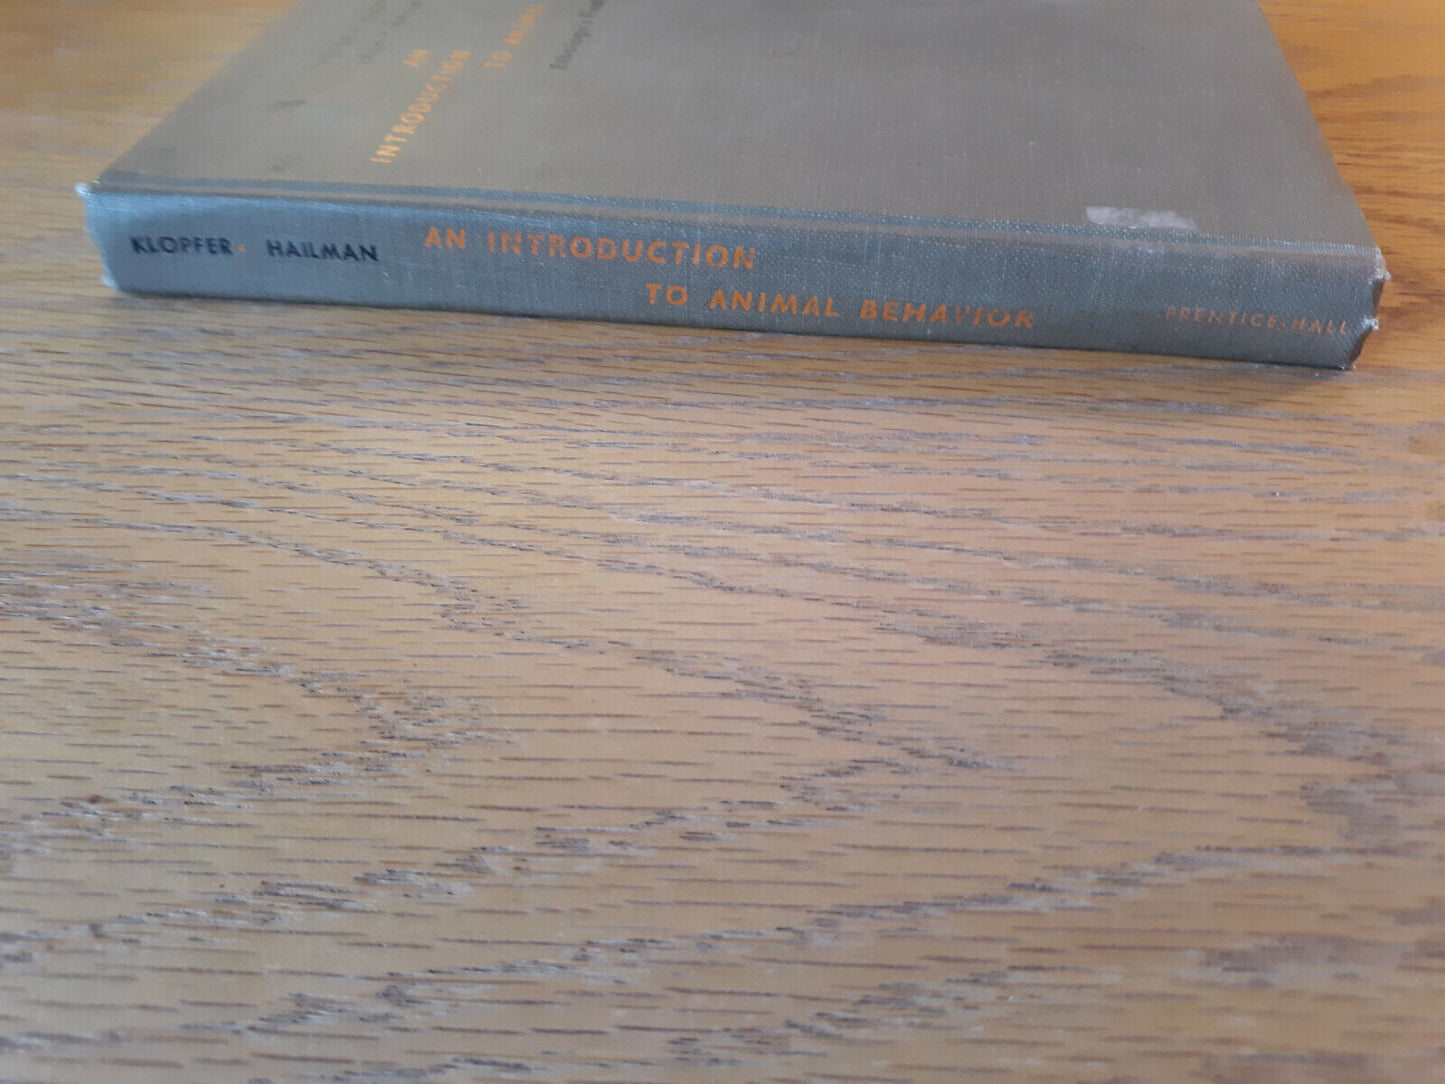 AN
INTRODUCTION
TO ANIMAL
KLOPFER • HAILMAN
AN INTRODUCTION
TO ANIMAL BEHAVIOR
PRENTICE-HALL